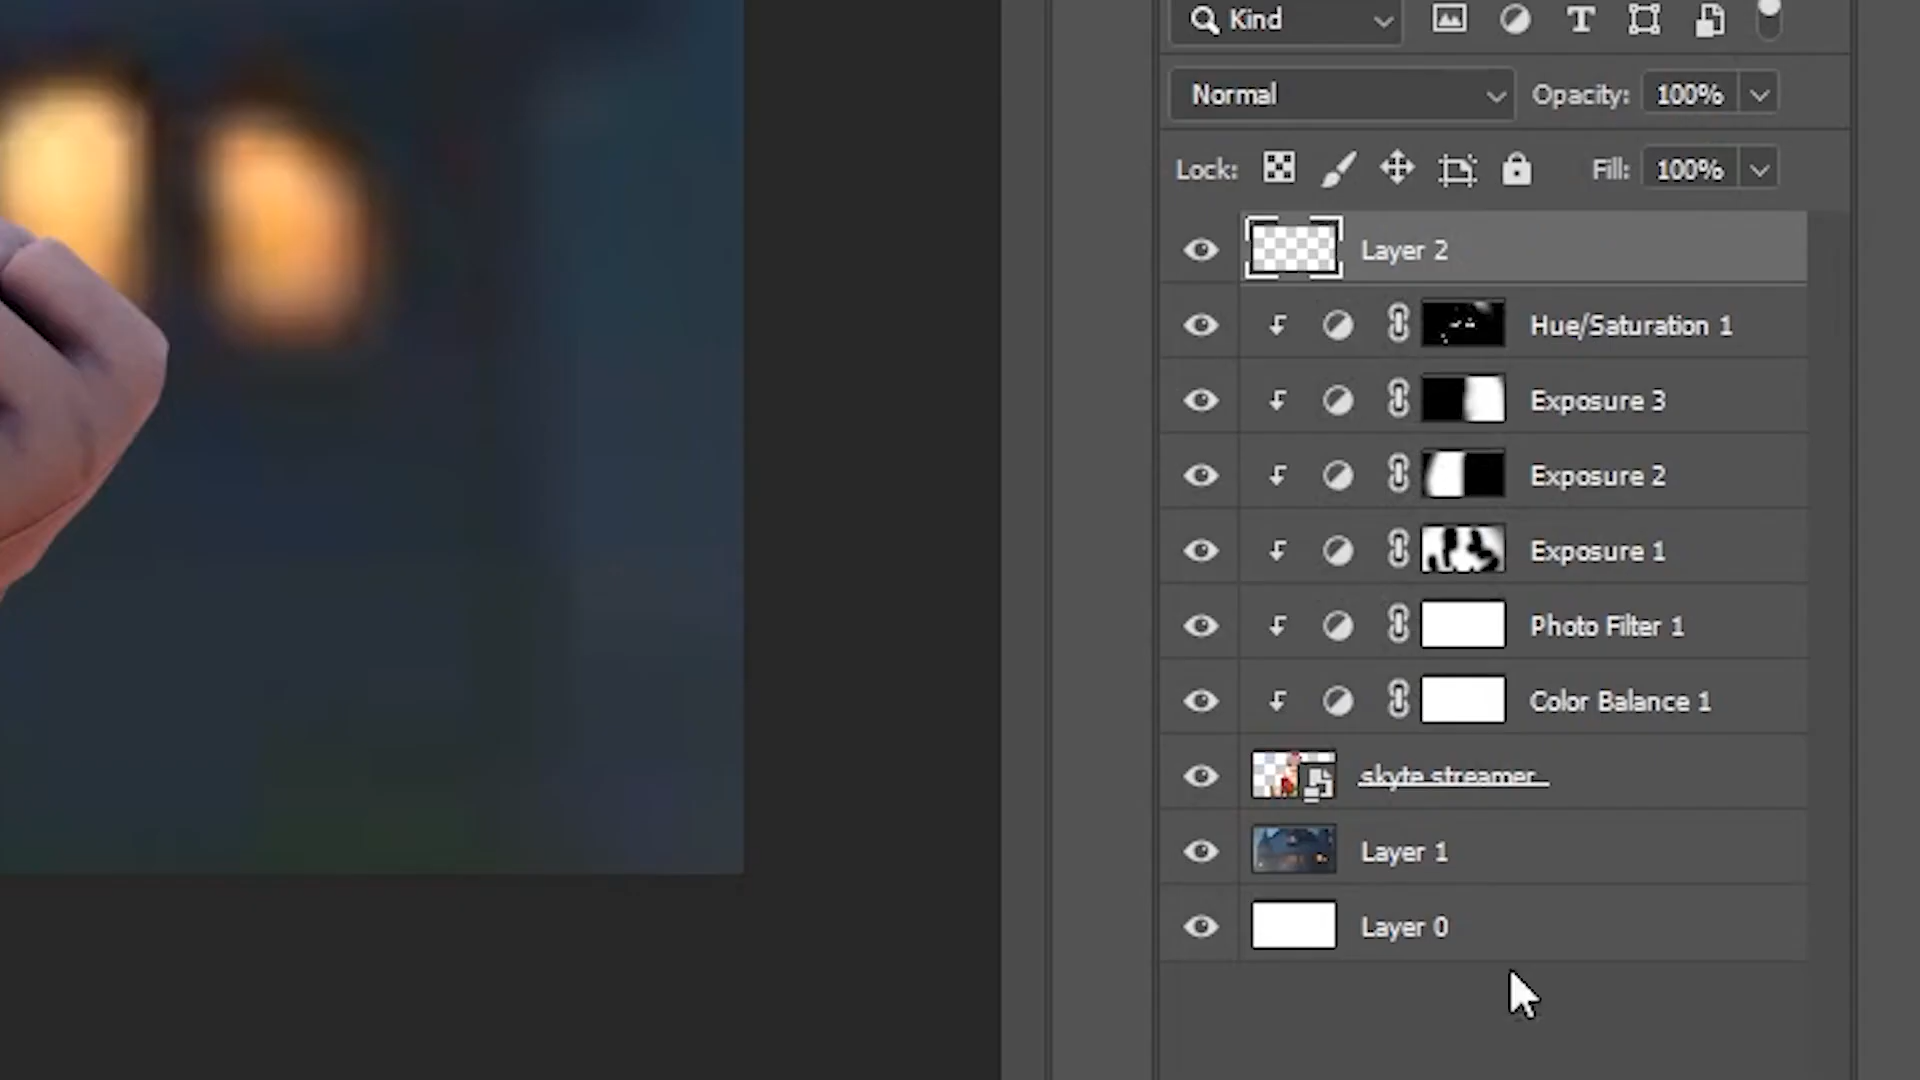 Kind
Normal
Opacity: 100%
Lock:
Fill: 100%
Layer 2
Hue/Saturation 1
Exposure 3
Exposure 2
Exposure 1
Photo Filter 1
Color Balance 1
skyte streamer
Layer 1
Layer 0